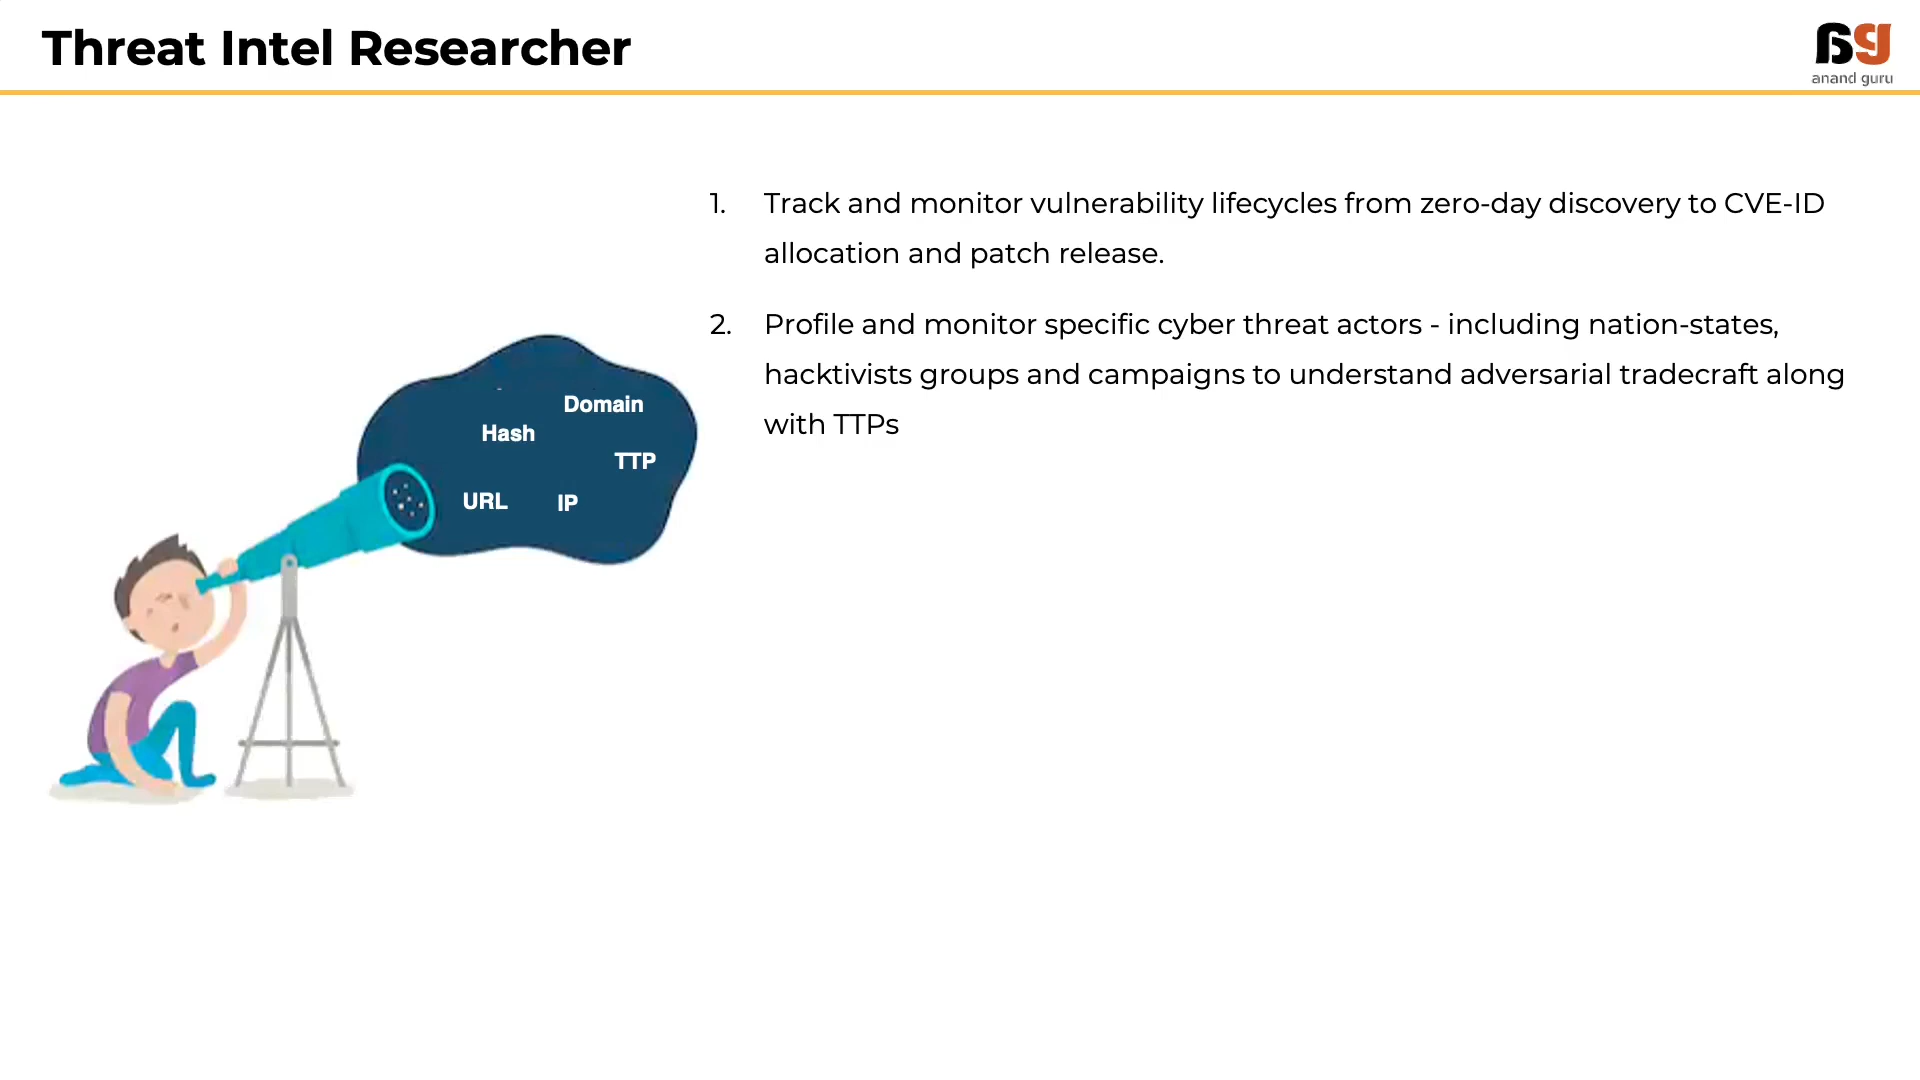 Threat Intel Researcher
anand guru
1. Track and monitor vulnerability lifecycles from zero-day discovery to CVE-ID
allocation and patch release.
2. Profile and monitor specific cyber threat actors - including nation-states,
hacktivists groups and campaigns to understand adversarial tradecraft along
with TTPs
Domain
Hash
TTP
URL
IP